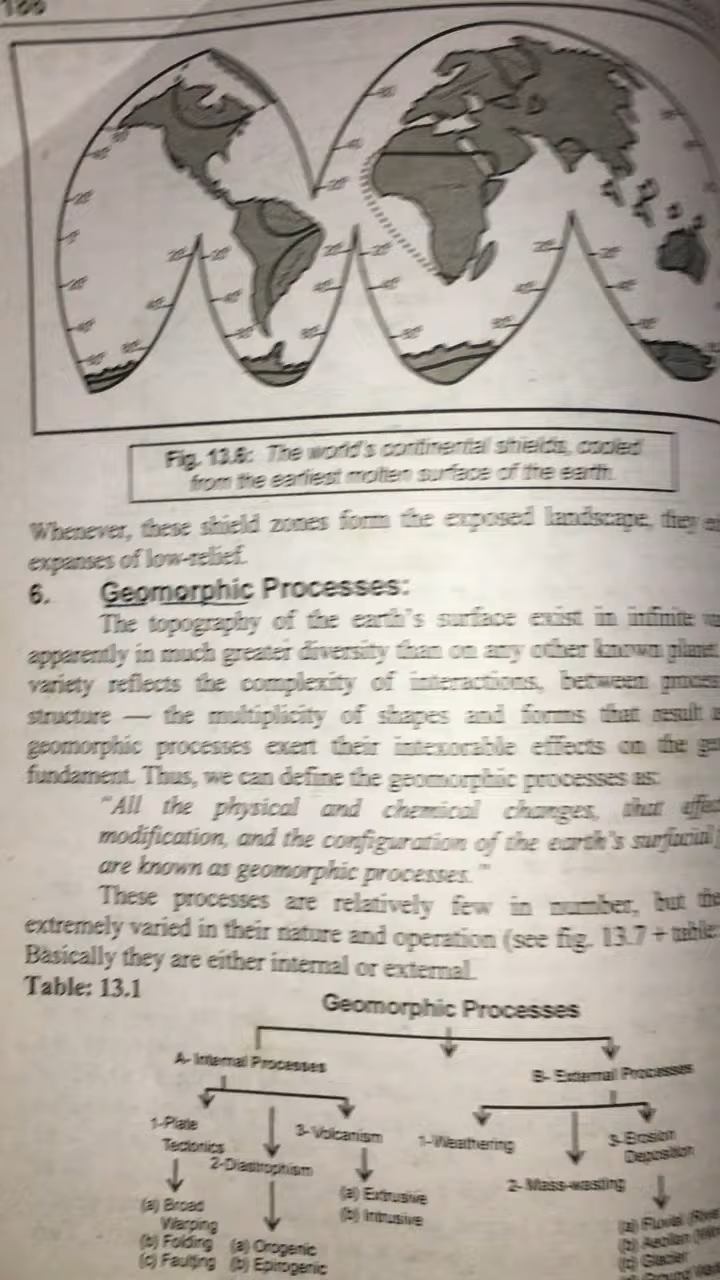 Fig. 13.6: The world's continental shields, cooled
from the earliest molten surface of the earth.
Whenever, these shield zones form the exposed landscape, they
expanses of low-relief.
6. Geomorphic Processes:
The topography of the earth's surface exist in infinite
apparently in much greater diversity than on any other known planet
variety reflects the complexity of interactions, between
structure — the multiplicity of shapes and forms that result
geomorphic processes exert their inexorable effects on the
fundament. Thus, we can define the geomorphic processes as:
"All the physical and chemical changes, that
modification, and the configuration of the earth's surficial
are known as geomorphic processes."
These processes are relatively few in number, but
extremely varied in their nature and operation (see fig. 13.7 + table
Basically they are either internal or external.
Table: 13.1
Geomorphic Processes
A- Internal Processes
B- External Processes
1-Plate
Tectonics
2-Diastrophism
3-Volcanism
1-Weathering
2- Mass-wasting
3-Erosion
Deposition
(a) Broad
Warping
(b) Folding
(c) Faulting
(a) Orogenic
(b) Epirogenic
(a) Extrusive
(b) Intrusive
(a) Fluvial
(b) Aeolian
Glacier